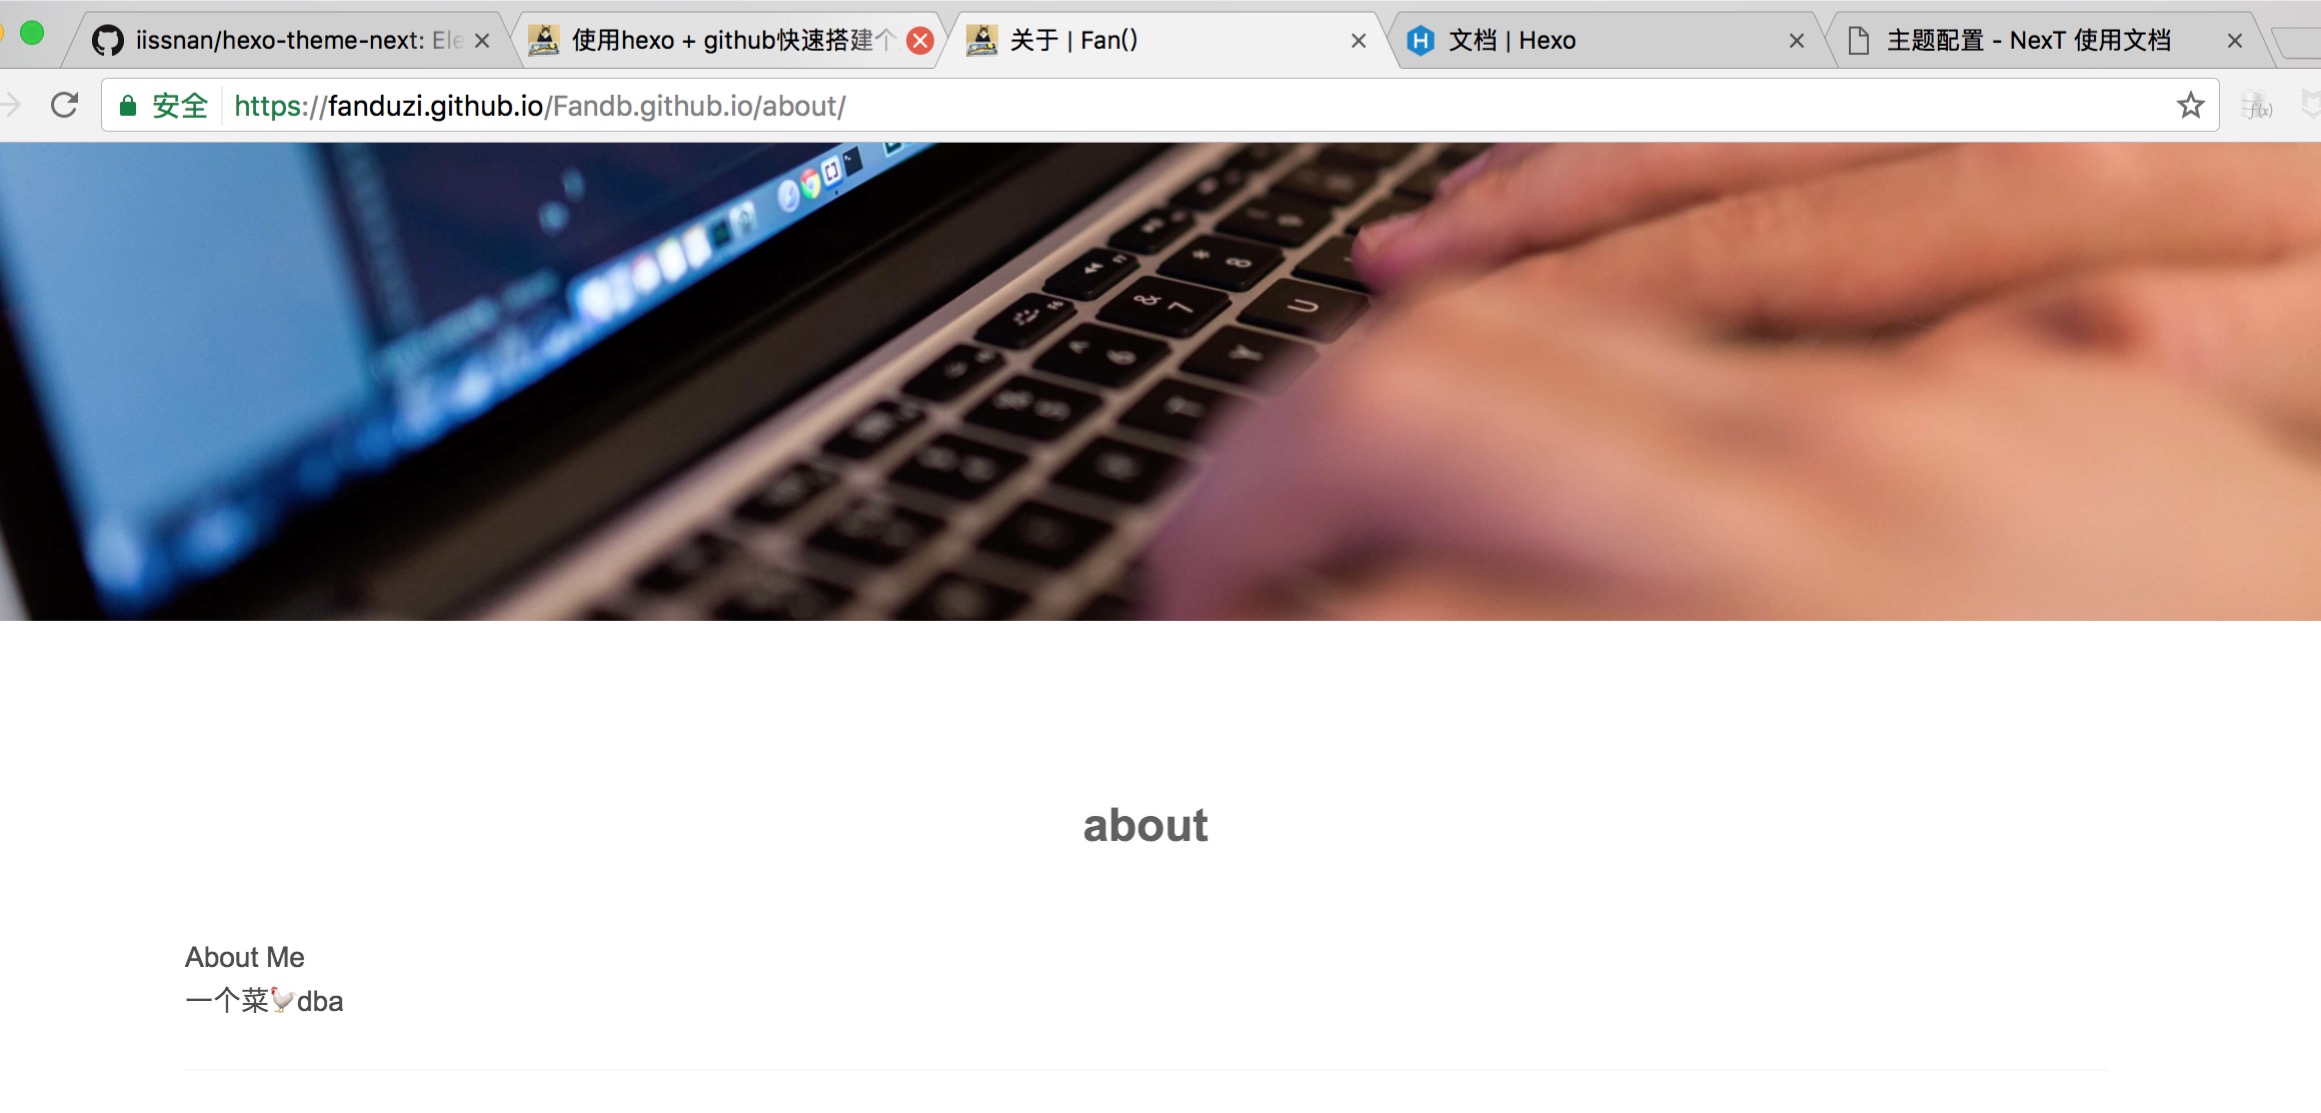 iissnan/hexo-theme-next: Ele
使用hexo + github快速搭建个
关于 | Fan()
文档 | Hexo
主题配置 - NexT 使用文档
安全 https://fanduzi.github.io/Fandb.github.io/about/
about
About Me
一个菜🐓dba